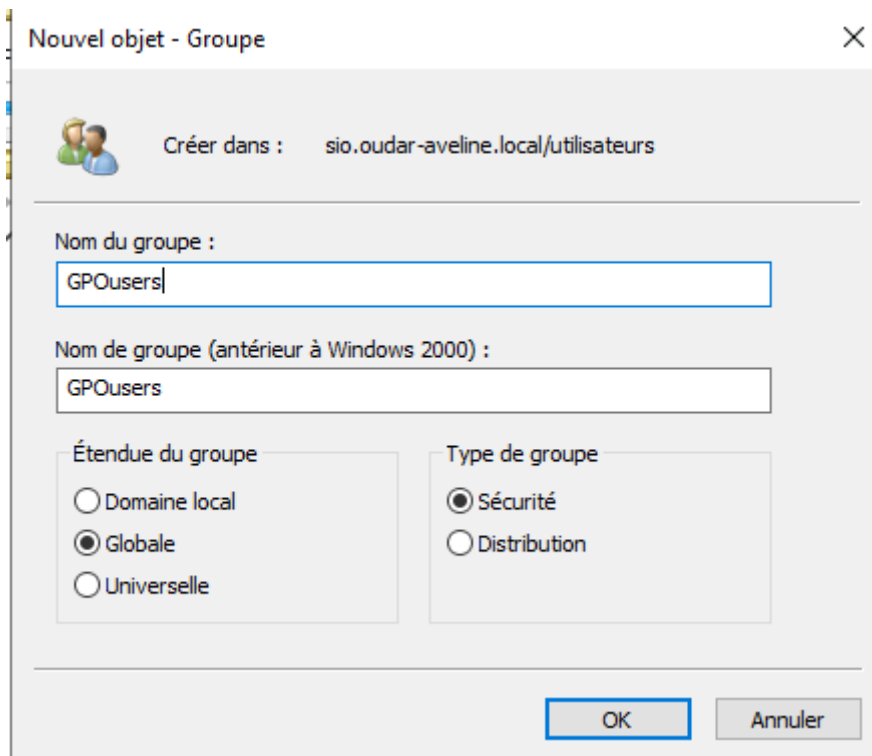 Nouvel objet - Groupe
Créer dans : sio.oudar-aveline.local/utilisateurs
Nom du groupe :
GPOusers
Nom de groupe (antérieur à Windows 2000) :
GPOusers
Étendue du groupe
Domaine local
Globale
Universelle
Type de groupe
Sécurité
Distribution
OK
Annuler